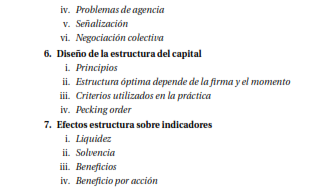 iv. Problemas de agencia
v. Señalización
vi. Negociación colectiva
6. Diseño de la estructura del capital
i. Principios
ii. Estructura óptima depende de la firma y el momento
iii. Criterios utilizados en la práctica
iv. Pecking order
7. Efectos estructura sobre indicadores
i. Liquidez
ii. Solvencia
iii. Beneficios
iv. Beneficio por acción